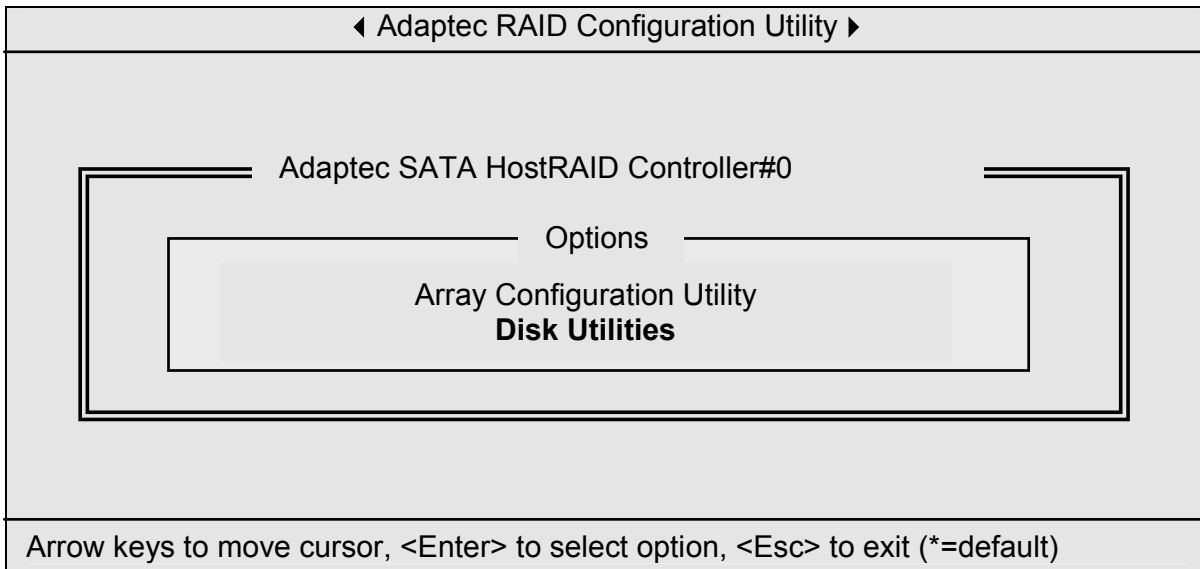 Adaptec RAID Configuration Utility
Adaptec SATA HostRAID Controller#0
Options
Array Configuration Utility
Disk Utilities
Arrow keys to move cursor, <Enter> to select option, <Esc> to exit (*=default)